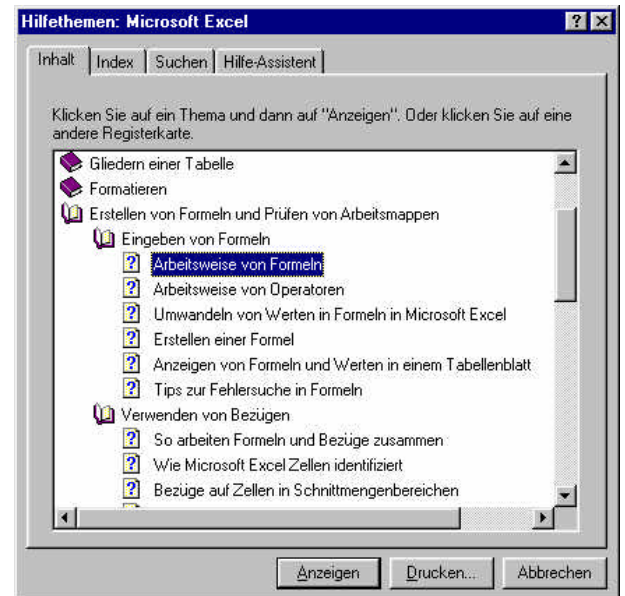 Hilfethemen: Microsoft Excel
Inhalt Index Suchen Hilfe-Assistent
Klicken Sie auf ein Thema und dann auf "Anzeigen". Oder klicken Sie auf eine
andere Registerkarte.
Gliedern einer Tabelle
Formatieren
Erstellen von Formeln und Prüfen von Arbeitsmappen
Eingeben von Formeln
Arbeitsweise von Formeln
Arbeitsweise von Operatoren
Umwandeln von Werten in Formeln in Microsoft Excel
Erstellen einer Formel
Anzeigen von Formeln und Werten in einem Tabellenblatt
Tips zur Fehlersuche in Formeln
Verwenden von Bezügen
So arbeiten Formeln und Bezüge zusammen
Wie Microsoft Excel Zellen identifiziert
Bezüge auf Zellen in Schnittmengenbereichen
Anzeigen Drucken... Abbrechen